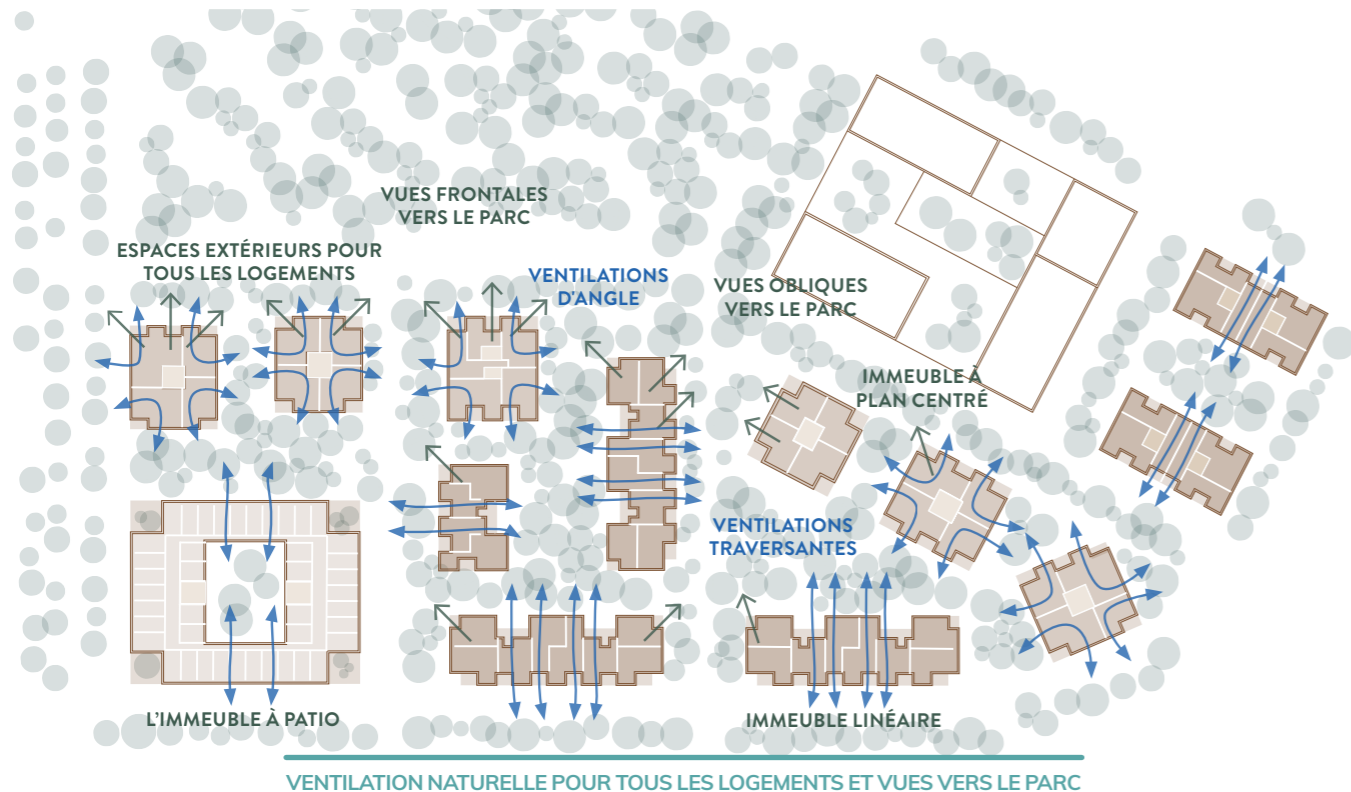 VUES FRONTALES
VERS LE PARC
ESPACES EXTÉRIEURS POUR
TOUS LES LOGEMENTS
VENTILATIONS
D'ANGLE
VUES OBLIQUES
VERS LE PARC
IMMEUBLE À
PLAN CENTRÉ
VENTILATIONS
TRAVERSANTES
L'IMMEUBLE À PATIO
IMMEUBLE LINÉAIRE
VENTILATION NATURELLE POUR TOUS LES LOGEMENTS ET VUES VERS LE PARC